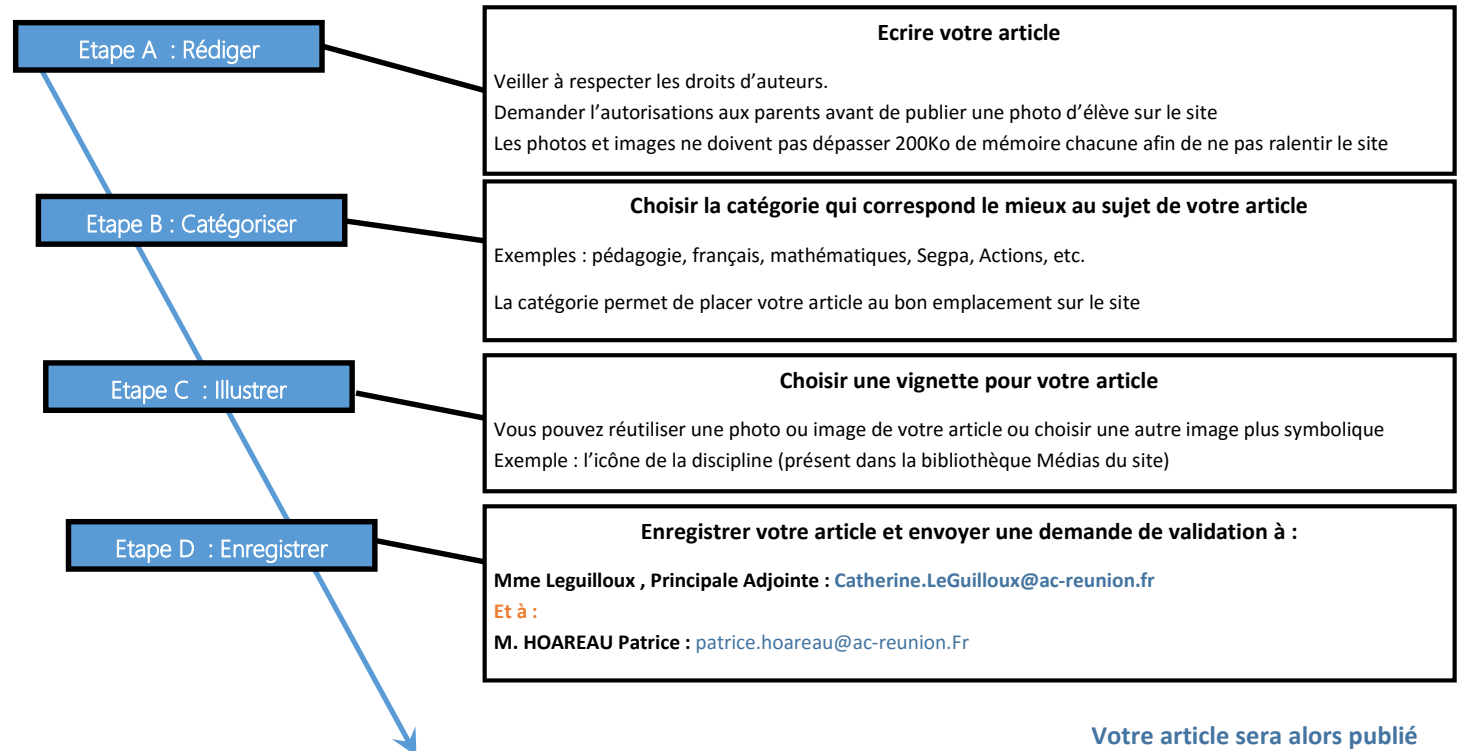 Etape A : Rédiger
Ecrire votre article
Veiller à respecter les droits d’auteurs.
Demander l’autorisations aux parents avant de publier une photo d’élève sur le site
Les photos et images ne doivent pas dépasser 200Ko de mémoire chacune afin de ne pas ralentir le site
Etape B : Catégoriser
Choisir la catégorie qui correspond le mieux au sujet de votre article
Exemples : pédagogie, français, mathématiques, Segpa, Actions, etc.
La catégorie permet de placer votre article au bon emplacement sur le site
Etape C : Illustrer
Choisir une vignette pour votre article
Vous pouvez réutiliser une photo ou image de votre article ou choisir une autre image plus symbolique
Exemple : l’icône de la discipline (présent dans la bibliothèque Médias du site)
Etape D : Enregistrer
Enregistrer votre article et envoyer une demande de validation à :
Mme Leguilloux , Principale Adjointe : Catherine.LeGuilloux@ac-reunion.fr
Et à :
M. HOAREAU Patrice : patrice.hoareau@ac-reunion.Fr
Votre article sera alors publié